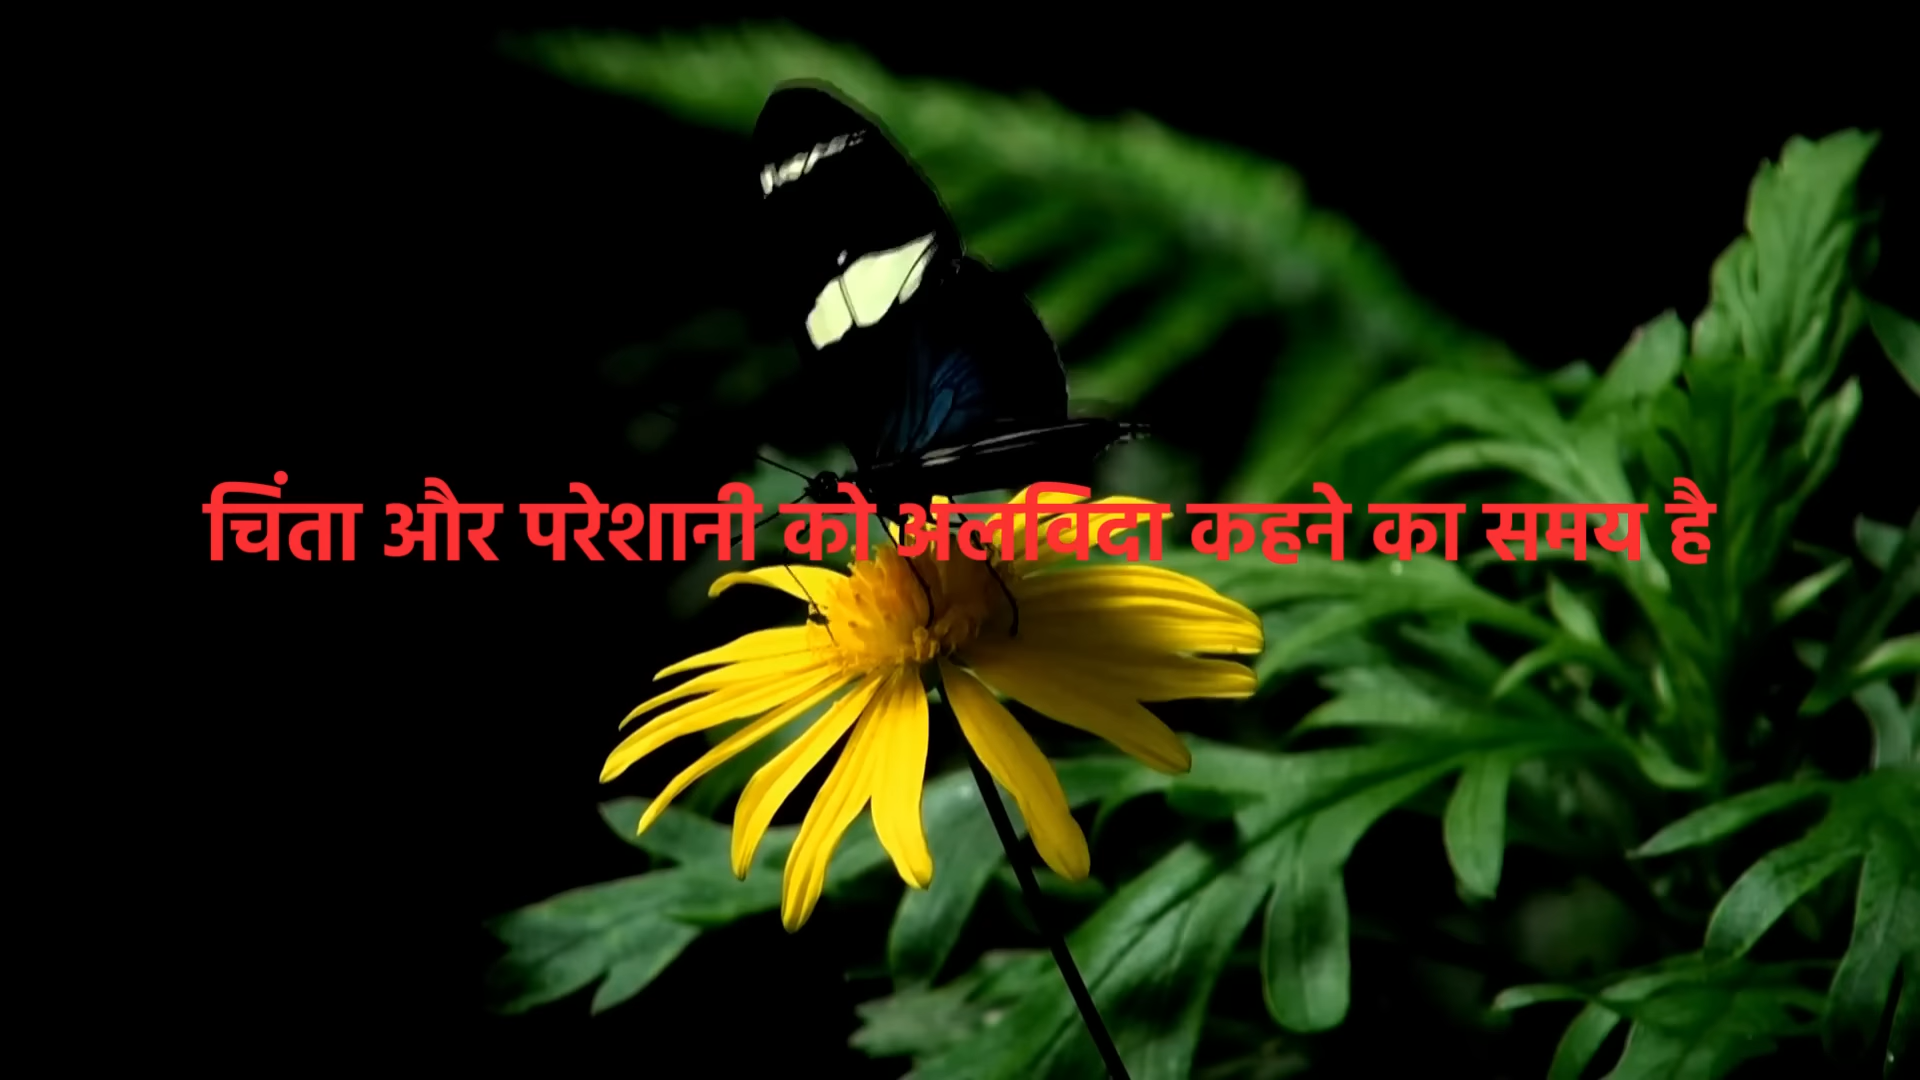 चिंता और परेशानी को अलविदा कहने का समय है